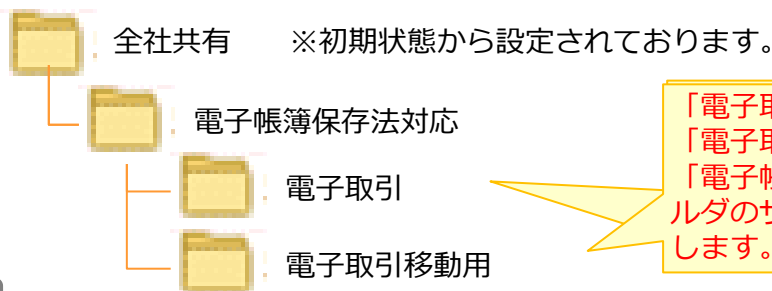 全社共有　　※初期状態から設定されております。
電子帳簿保存法対応
電子取引
電子取引移動用
「電子取
「電子取
「電子帳
ルダのサ
します。